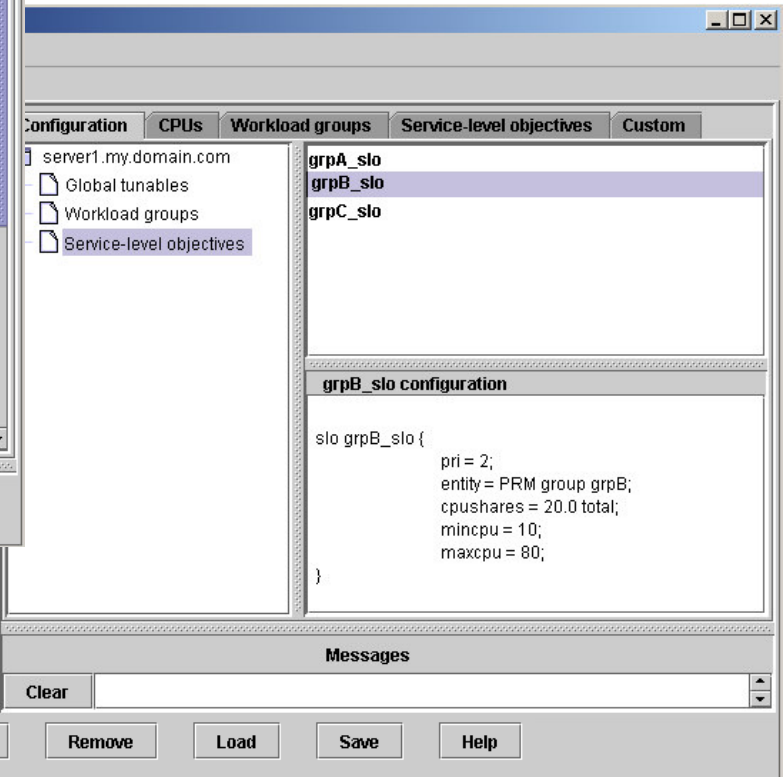 Configuration CPUs Workload groups Service-level objectives Custom
server1.my.domain.com
Global tunables
Workload groups
Service-level objectives
grpA_slo
grpB_slo
grpC_slo
grpB_slo configuration
slo grpB_slo {
pri = 2;
entity = PRM group grpB;
cpushares = 20.0 total;
mincpu = 10;
maxcpu = 80;
}
Messages
Clear
Remove Load Save Help